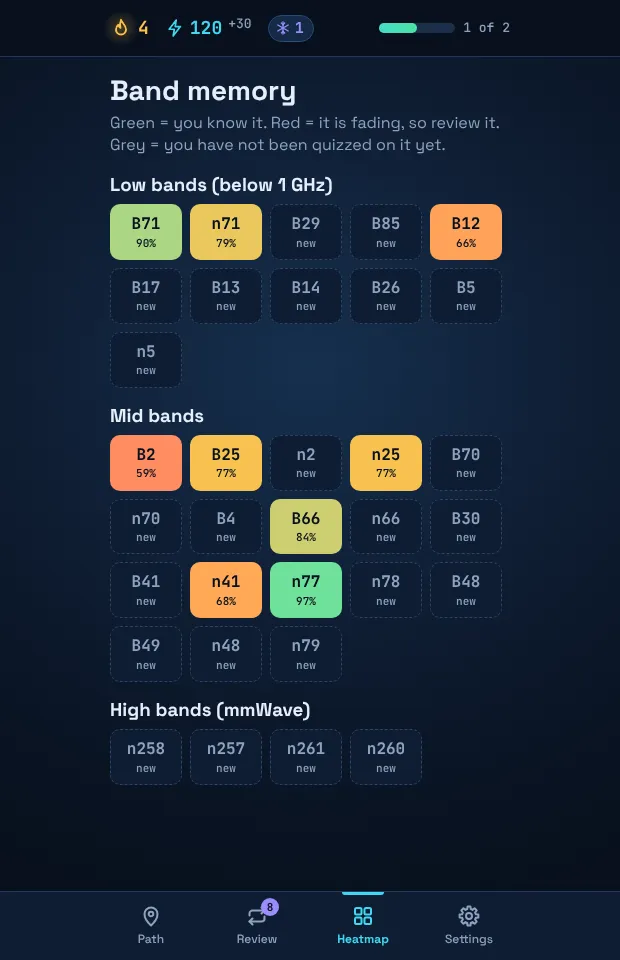 4 120 +30 1 1 of 2
Band memory
Green = you know it. Red = it is fading, so review it.
Grey = you have not been quizzed on it yet.
Low bands (below 1 GHz)
B71 n71 B29 B85 B12
90% 79% new new 66%
B17 B13 B14 B26 B5
new new new new new
n5
new
Mid bands
B2 B25 n2 n25 B70
59% 77% new 77% new
n70 B4 B66 n66 B30
new new 84% new new
B41 n41 n77 n78 B48
new 68% 97% new new
B49 n48 n79
new new new
High bands (mmWave)
n258 n257 n261 n260
new new new new
8
Path Review Heatmap Settings